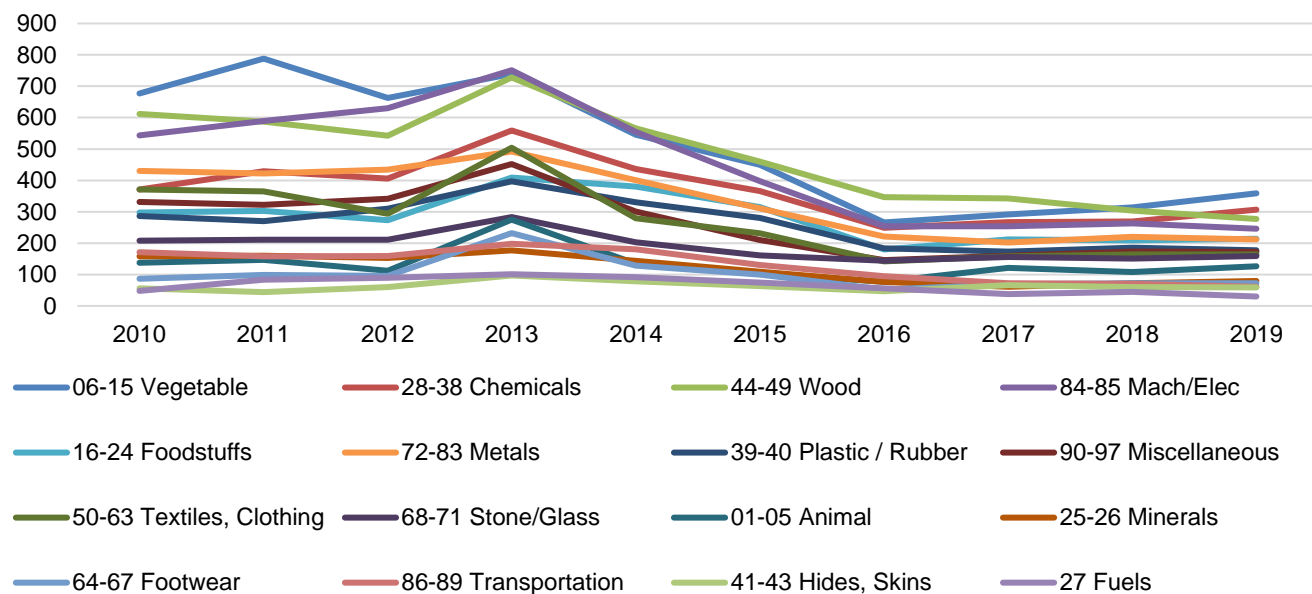 900
800
700
600
500
400
300
200
100
0
2010 2011 2012 2013 2014 2015 2016 2017 2018 2019
06-15 Vegetable 28-38 Chemicals 44-49 Wood 84-85 Mach/Elec
16-24 Foodstuffs 72-83 Metals 39-40 Plastic / Rubber 90-97 Miscellaneous
50-63 Textiles, Clothing 68-71 Stone/Glass 01-05 Animal 25-26 Minerals
64-67 Footwear 86-89 Transportation 41-43 Hides, Skins 27 Fuels